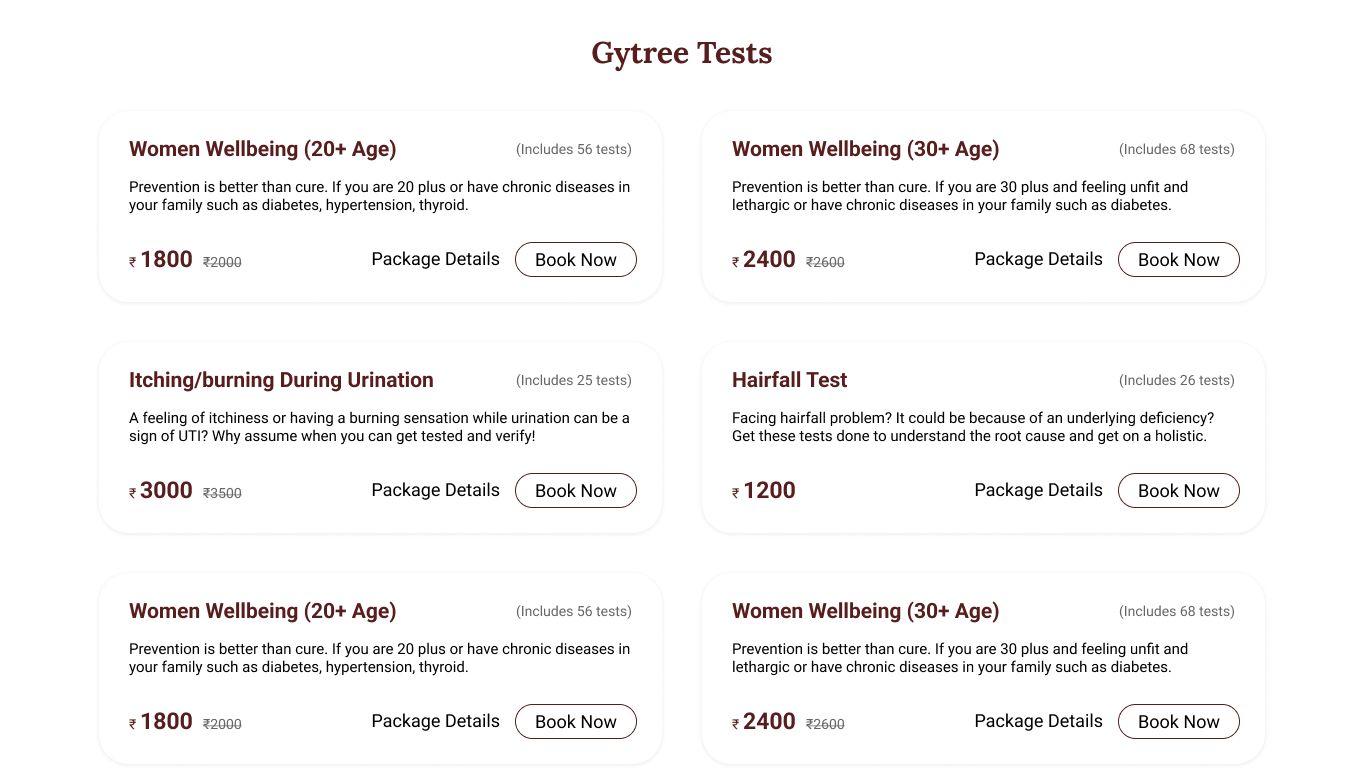 Gytree Tests
Women Wellbeing (20+ Age)
(Includes 56 tests)
Prevention is better than cure. If you are 20 plus or have chronic diseases in
your family such as diabetes, hypertension, thyroid.
₹ 1800 ₹2000
Package Details
Book Now
Women Wellbeing (30+ Age)
(Includes 68 tests)
Prevention is better than cure. If you are 30 plus and feeling unfit and
lethargic or have chronic diseases in your family such as diabetes.
₹ 2400 ₹2600
Package Details
Book Now
Itching/burning During Urination
(Includes 25 tests)
A feeling of itchiness or having a burning sensation while urination can be a
sign of UTI? Why assume when you can get tested and verify!
₹ 3000 ₹3500
Package Details
Book Now
Hairfall Test
(Includes 26 tests)
Facing hairfall problem? It could be because of an underlying deficiency?
Get these tests done to understand the root cause and get on a holistic.
₹ 1200
Package Details
Book Now
Women Wellbeing (20+ Age)
(Includes 56 tests)
Prevention is better than cure. If you are 20 plus or have chronic diseases in
your family such as diabetes, hypertension, thyroid.
₹ 1800 ₹2000
Package Details
Book Now
Women Wellbeing (30+ Age)
(Includes 68 tests)
Prevention is better than cure. If you are 30 plus and feeling unfit and
lethargic or have chronic diseases in your family such as diabetes.
₹ 2400 ₹2600
Package Details
Book Now